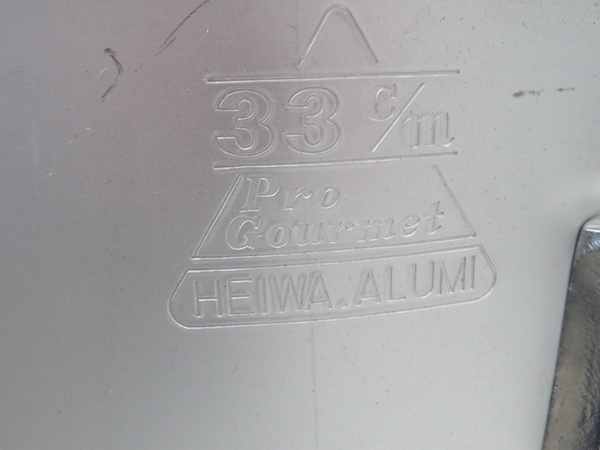 33 c/m
Pro
Gourmet
HEIWA.ALUMI